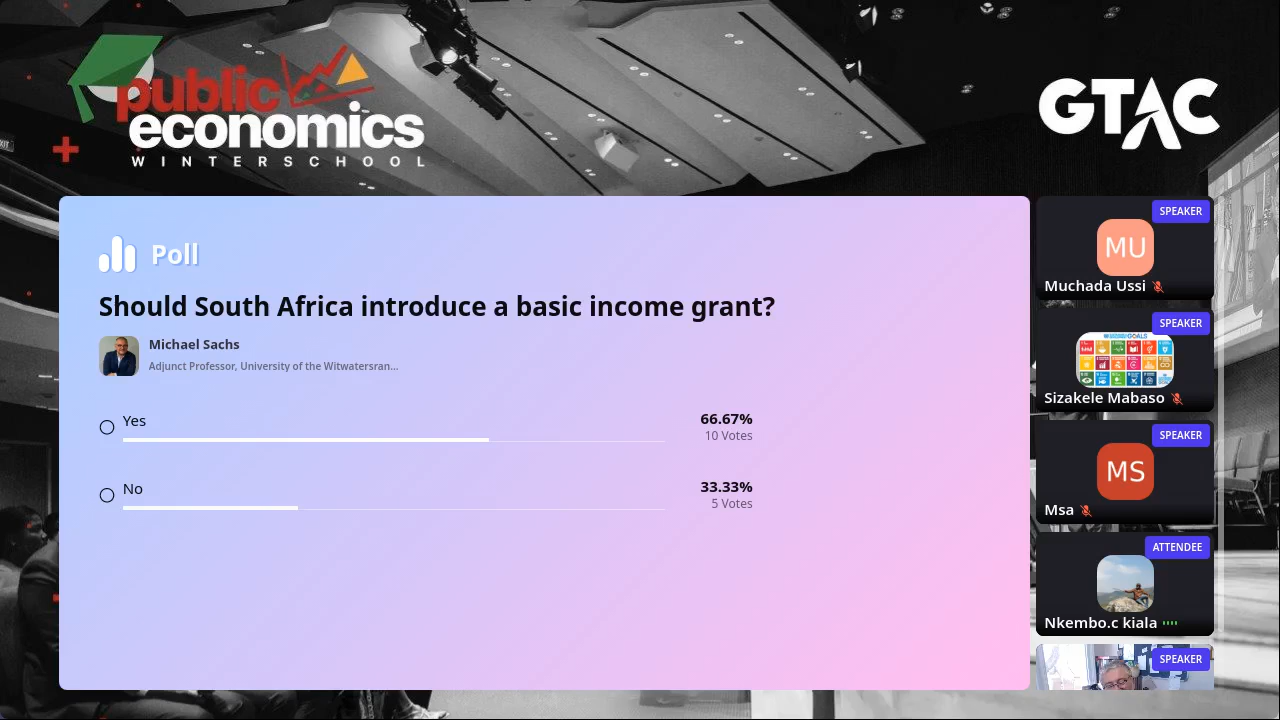 public
economics
WINTERSCHOOL
GTAC
Poll
Should South Africa introduce a basic income grant?
Michael Sachs
Adjunct Professor, University of the Witwatersran...
Yes
66.67%
10 Votes
No
33.33%
5 Votes
SPEAKER
MU
Muchada Ussi
SPEAKER
GOALS
Sizakele Mabaso
SPEAKER
MS
Msa
ATTENDEE
Nkembo.c kiala
SPEAKER